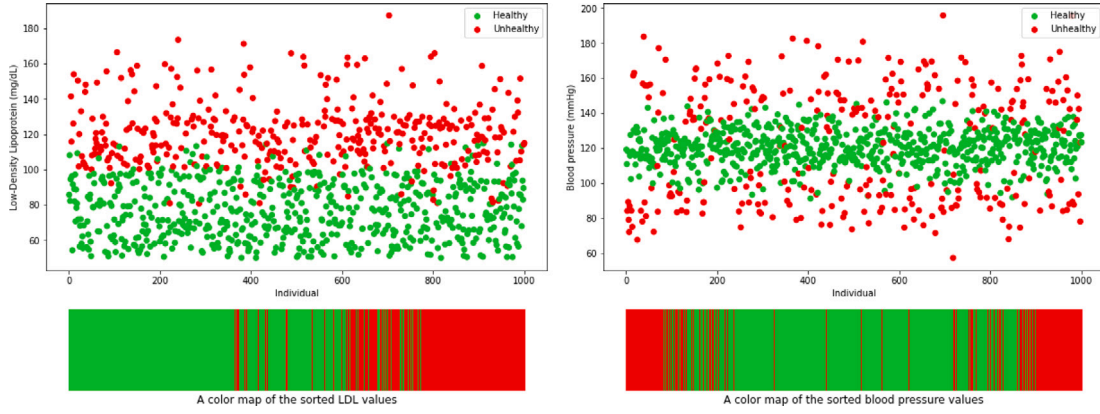 Healthy
Unhealthy
180
160
140
120
100
80
60
Low-Density Lipoprotein (mg/dL)
0
200
400
600
800
1000
Individual
A color map of the sorted LDL values
Healthy
Unhealthy
200
180
160
140
120
100
80
60
Blood pressure (mmHg)
0
200
400
600
800
1000
Individual
A color map of the sorted blood pressure values